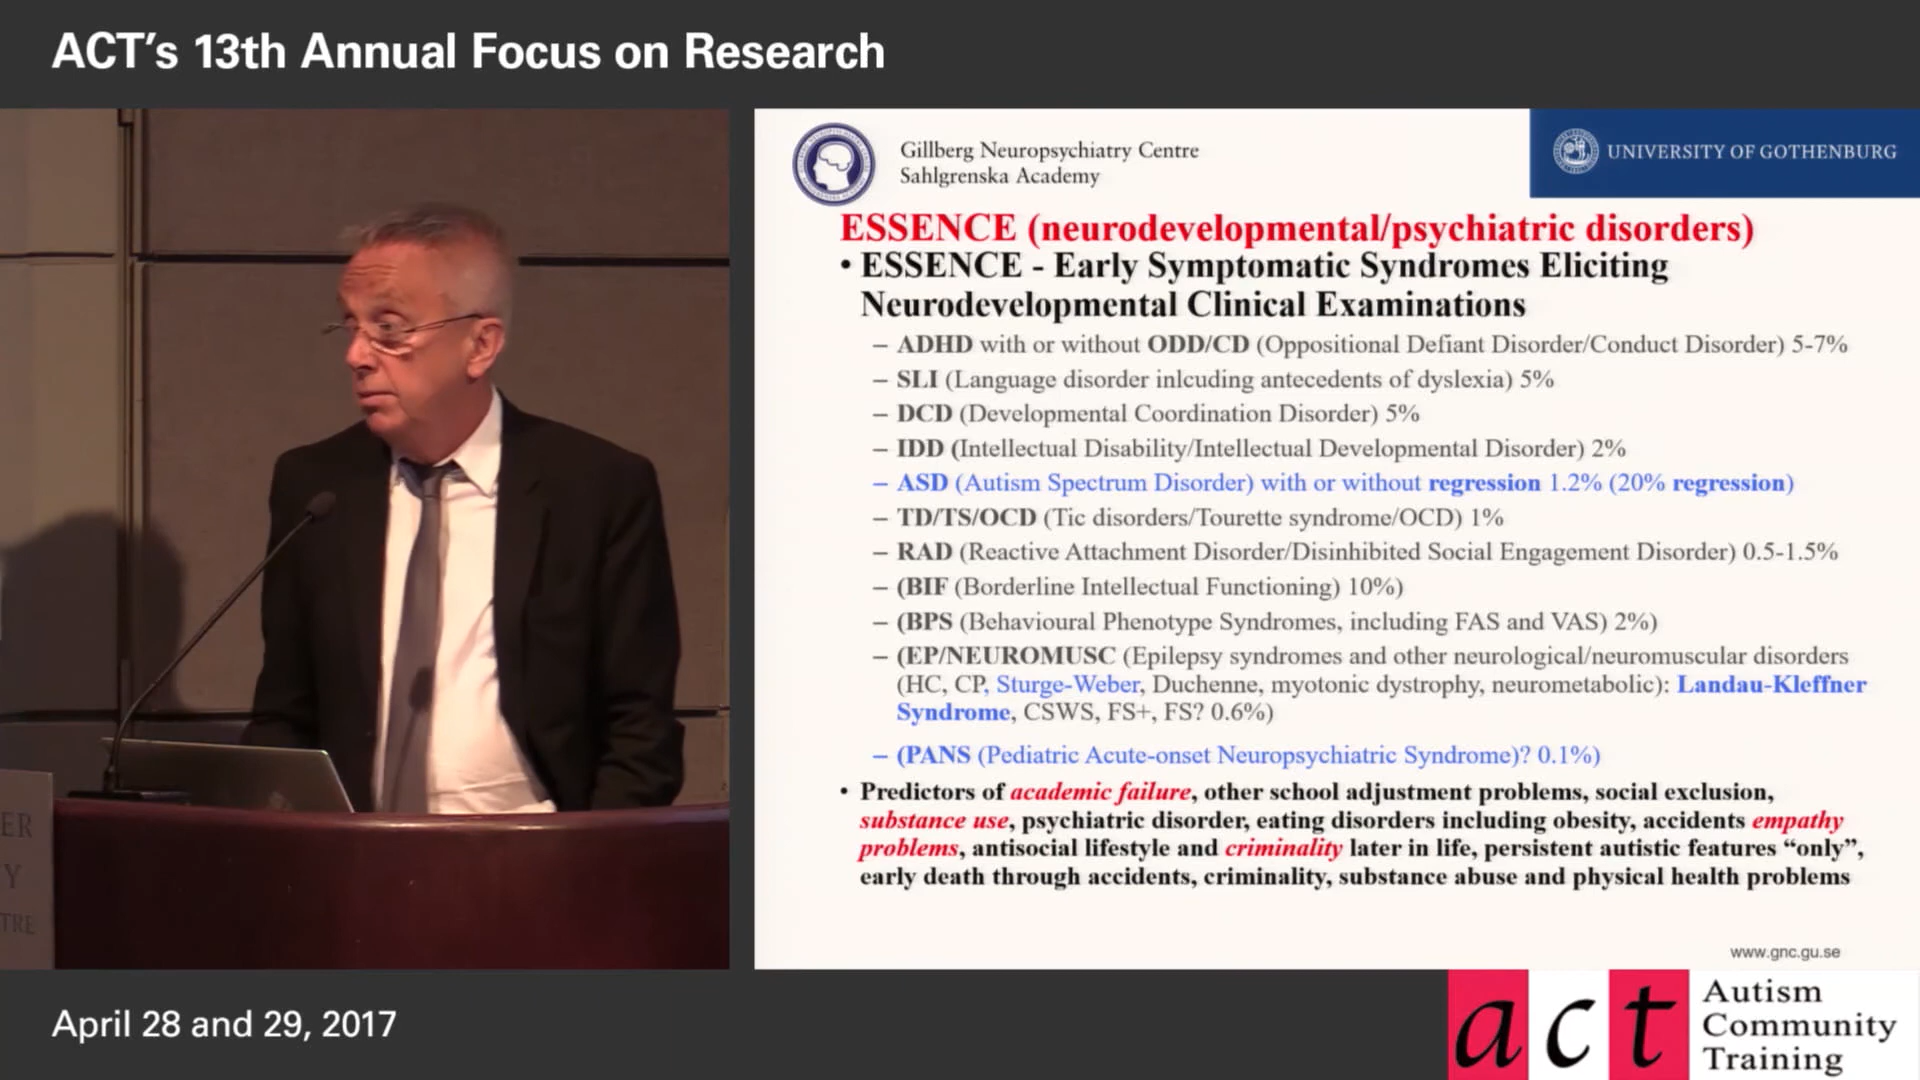 ACT's 13th Annual Focus on Research
Gillberg Neuropsychiatry Centre
Sahlgrenska Academy
UNIVERSITY OF GOTHENBURG
ESSENCE (neurodevelopmental/psychiatric disorders)
• ESSENCE - Early Symptomatic Syndromes Eliciting
Neurodevelopmental Clinical Examinations
– ADHD with or without ODD/CD (Oppositional Defiant Disorder/Conduct Disorder) 5-7%
– SLI (Language disorder inlcuding antecedents of dyslexia) 5%
– DCD (Developmental Coordination Disorder) 5%
– IDD (Intellectual Disability/Intellectual Developmental Disorder) 2%
– ASD (Autism Spectrum Disorder) with or without regression 1.2% (20% regression)
– TD/TS/OCD (Tic disorders/Tourette syndrome/OCD) 1%
– RAD (Reactive Attachment Disorder/Disinhibited Social Engagement Disorder) 0.5-1.5%
– (BIF (Borderline Intellectual Functioning) 10%)
– (BPS (Behavioural Phenotype Syndromes, including FAS and VAS) 2%)
– (EP/NEUROMUSC (Epilepsy syndromes and other neurological/neuromuscular disorders
(HC, CP, Sturge-Weber, Duchenne, myotonic dystrophy, neurometabolic): Landau-Kleffner
Syndrome, CSWS, FS+, FS? 0.6%)
– (PANS (Pediatric Acute-onset Neuropsychiatric Syndrome)? 0.1%)
• Predictors of academic failure, other school adjustment problems, social exclusion,
substance use, psychiatric disorder, eating disorders including obesity, accidents empathy
problems, antisocial lifestyle and criminality later in life, persistent autistic features “only”,
early death through accidents, criminality, substance abuse and physical health problems
www.gnc.gu.se
ER
Y
TRE
April 28 and 29, 2017
act
Autism
Community
Training